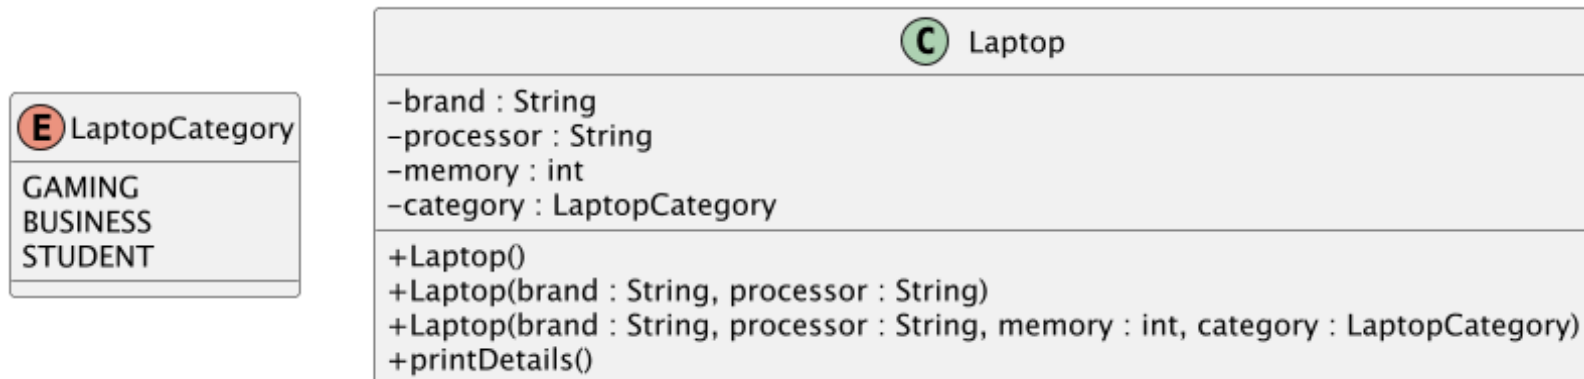 E LaptopCategory
GAMING
BUSINESS
STUDENT
C Laptop
-brand : String
-processor : String
-memory : int
-category : LaptopCategory
+Laptop()
+Laptop(brand : String, processor : String)
+Laptop(brand : String, processor : String, memory : int, category : LaptopCategory)
+printDetails()